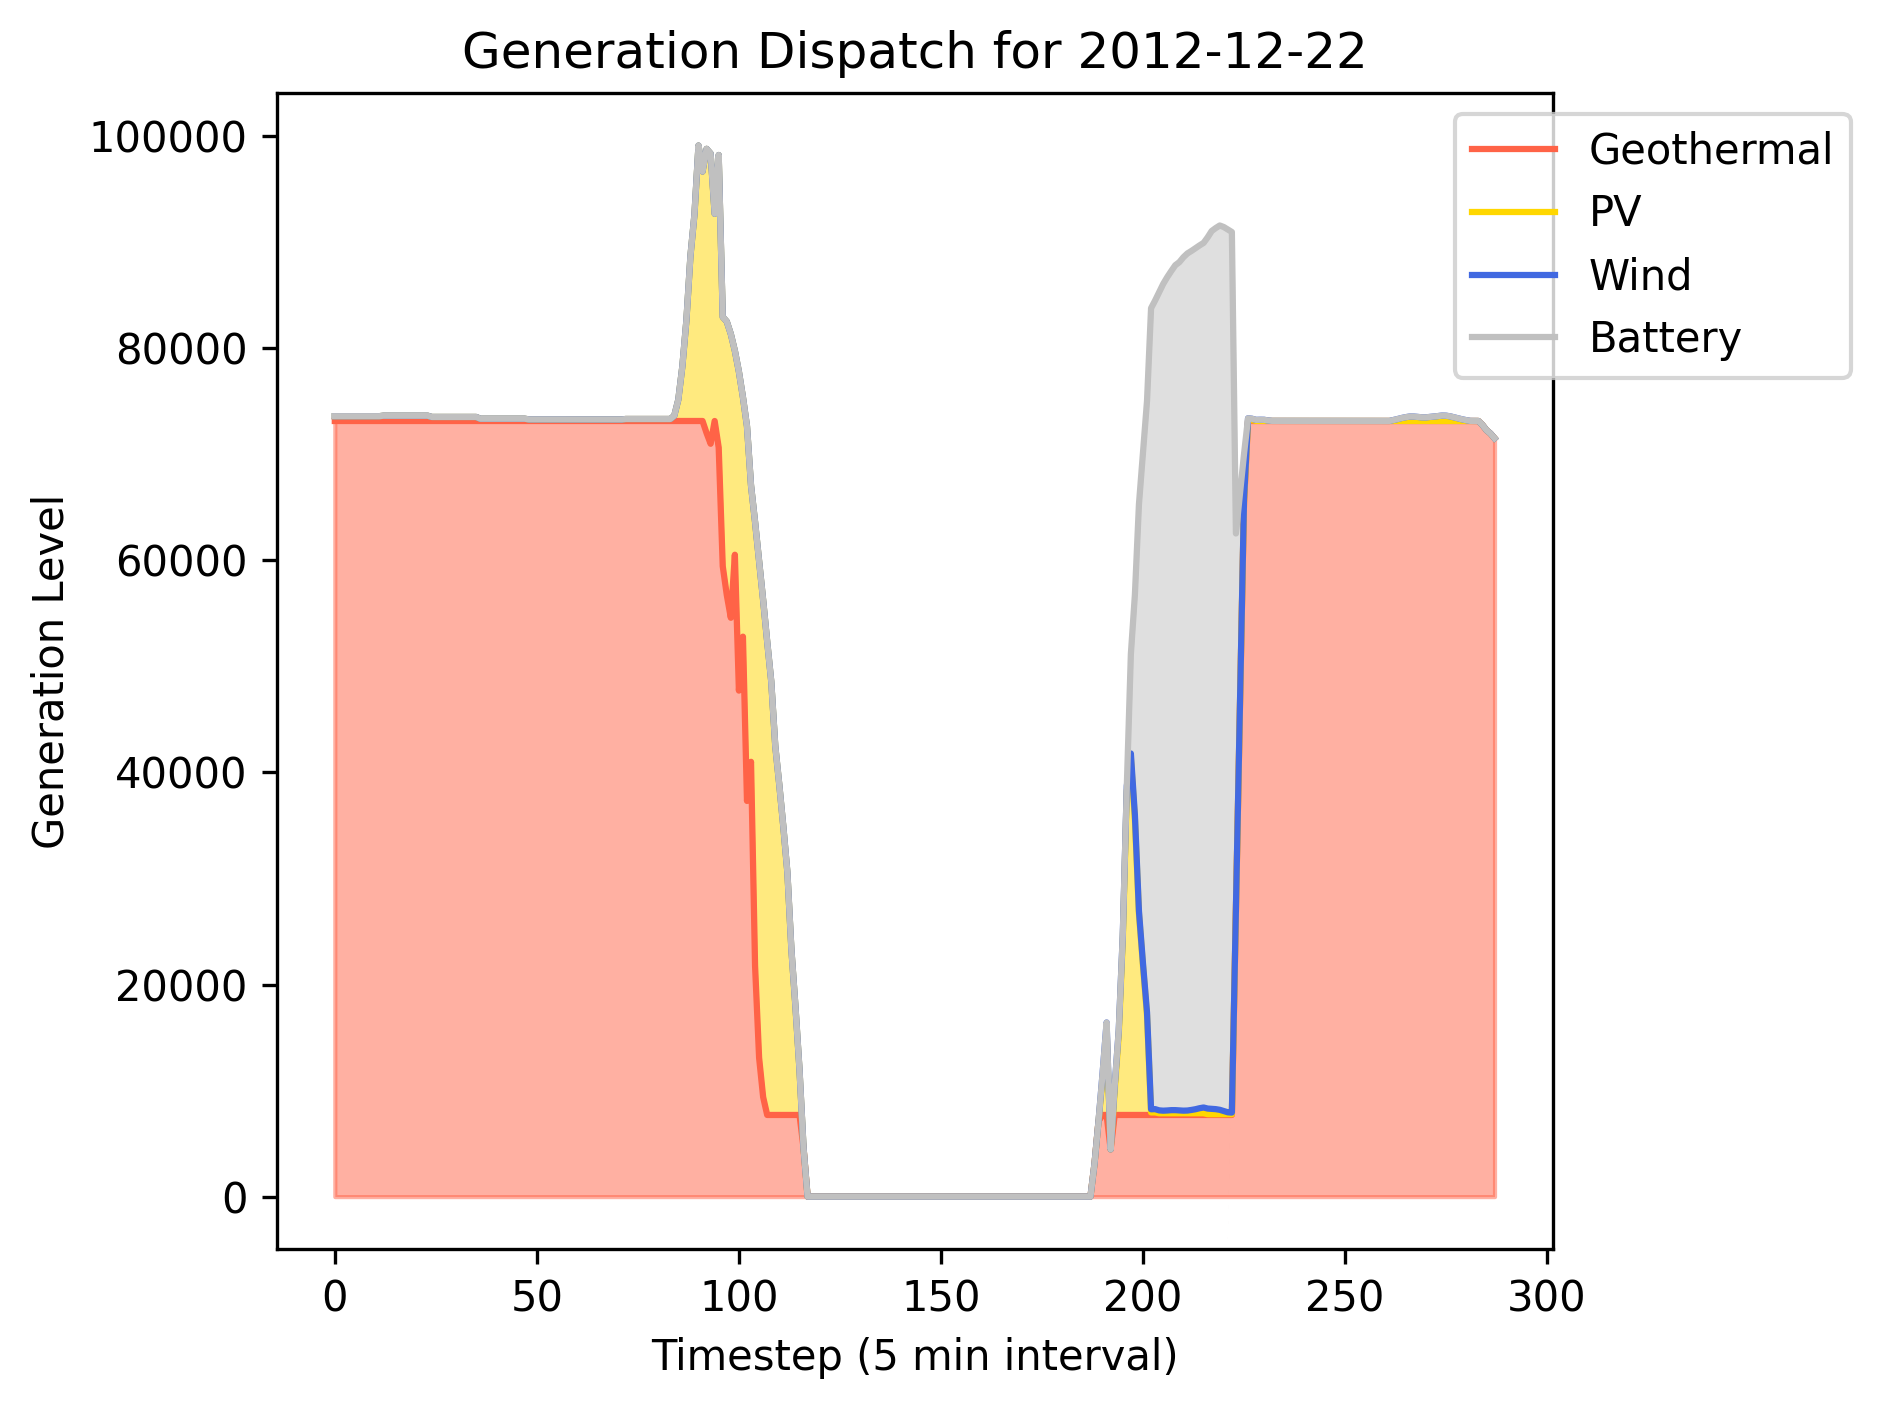 Generation Dispatch for 2012-12-22
100000
80000
60000
40000
20000
0
Generation Level
0 50 100 150 200 250 300
Timestep (5 min interval)
Geothermal
PV
Wind
Battery